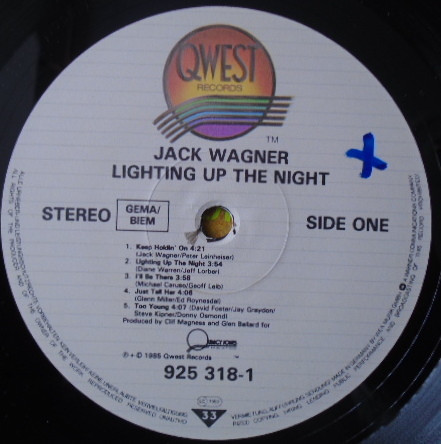 QWEST
RECORDS
TM
JACK WAGNER
LIGHTING UP THE NIGHT
STEREO
GEMA/
BIEM
SIDE ONE
1. Keep Holdin' On 4:21
(Jack Wagner/Peter Leinheiser)
2. Lighting Up The Night 3:54
(Diane Warren/Jeff Lorber)
3. I'll Be There 3:58
(Michael Caruso/Geoff Leib)
4. Just Tell Her 4:08
(Glenn Miller/Ed Roynesdal)
5. Too Young 4:07 (David Foster/Jay Graydon/
Steve Kipner/Donny Osmond)
Produced by Clif Magness and Glen Ballard for
QUINCY JONES
℗ + © 1985 Qwest Records
925 318-1
33